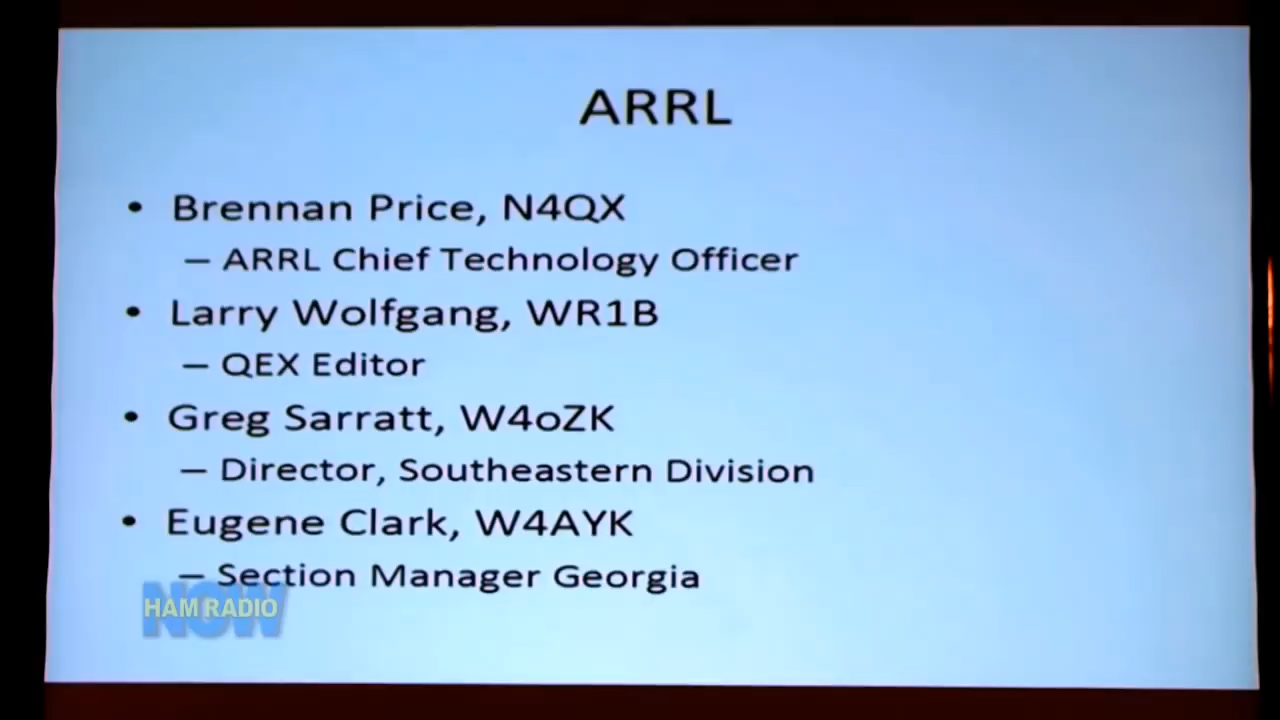 ARRL
• Brennan Price, N4QX
– ARRL Chief Technology Officer
• Larry Wolfgang, WR1B
– QEX Editor
• Greg Sarratt, W4oZK
– Director, Southeastern Division
• Eugene Clark, W4AYK
– Section Manager Georgia
HAM RADIO
NOW